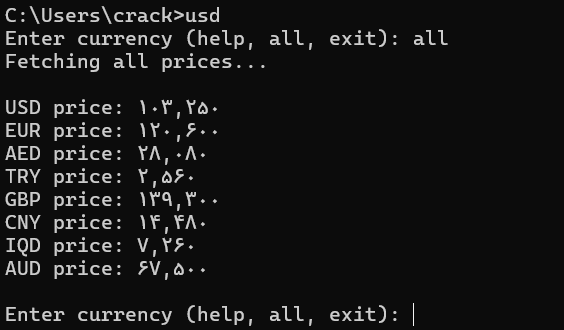 C:\Users\crack>usd
Enter currency (help, all, exit): all
Fetching all prices...
USD price: ۱۰۳,۲۵۰
EUR price: ۱۲۰,۶۰۰
AED price: ۲۸,۰۸۰
TRY price: ۲,۵۶۰
GBP price: ۱۳۹,۳۰۰
CNY price: ۱۴,۴۸۰
IQD price: ۷,۲۶۰
AUD price: ۶۷,۵۰۰
Enter currency (help, all, exit):